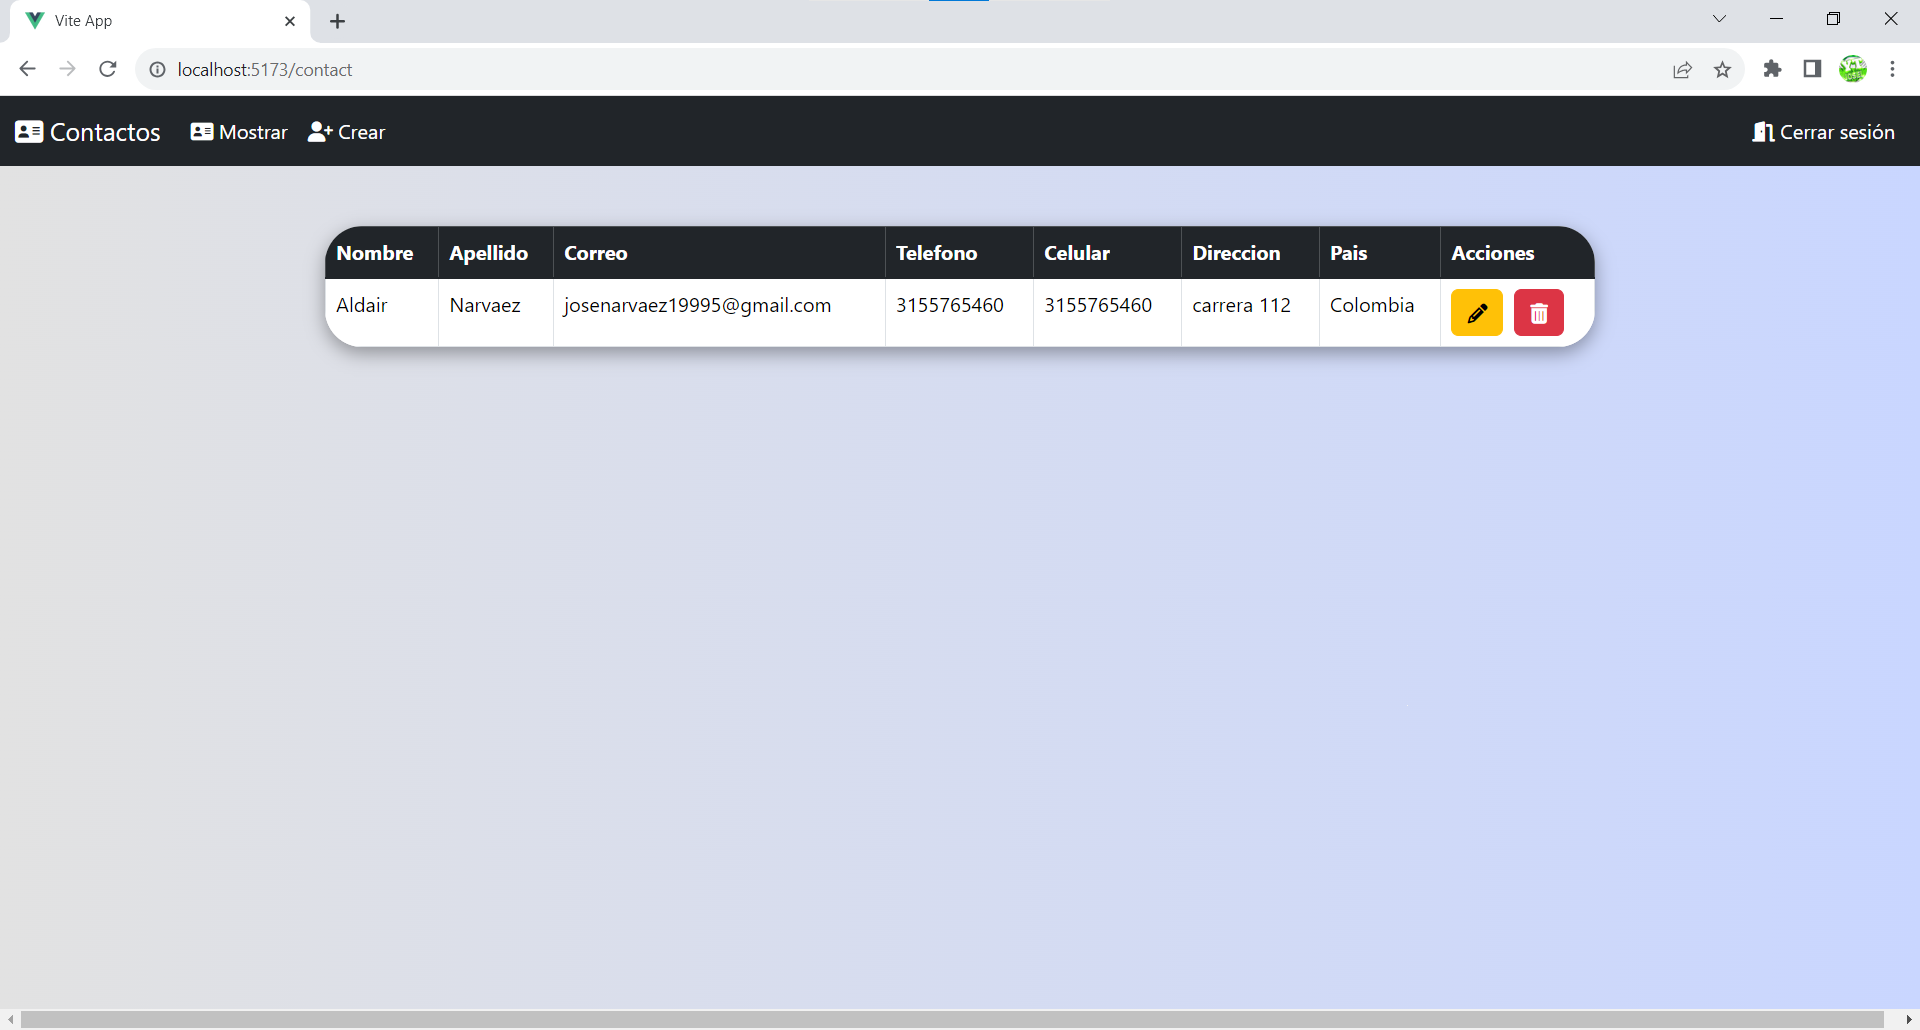 Vite App
localhost:5173/contact
Contactos Mostrar Crear Cerrar sesión
Nombre Apellido Correo Telefono Celular Direccion Pais Acciones
Aldair Narvaez josenarvaez19995@gmail.com 3155765460 3155765460 carrera 112 Colombia